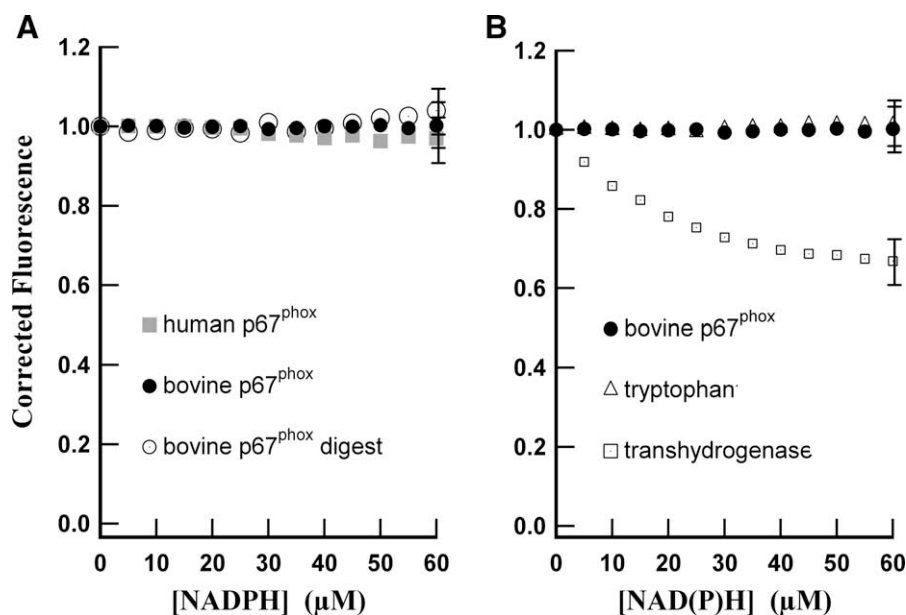 A
B
1.2
1.0
0.8
0.6
0.4
0.2
0.0
Corrected Fluorescence
human p67phox
bovine p67phox
bovine p67phox digest
0 10 20 30 40 50 60
[NADPH] (µM)
1.2
1.0
0.8
0.6
0.4
0.2
0.0
bovine p67phox
tryptophan
transhydrogenase
0 10 20 30 40 50 60
[NAD(P)H] (µM)